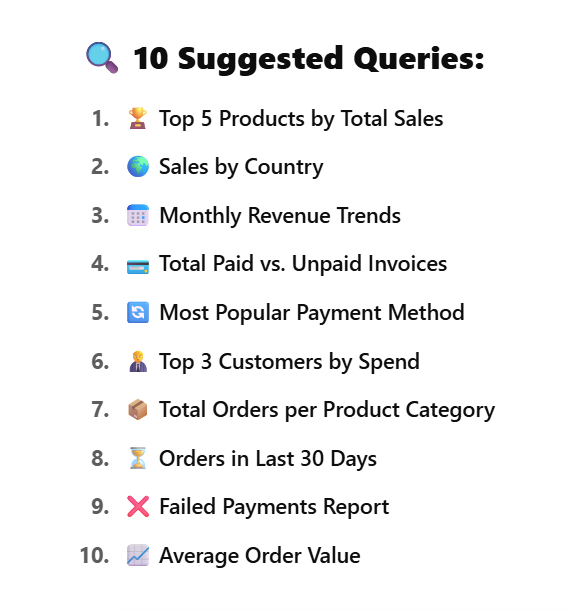 🔍 10 Suggested Queries:
1. 🏆 Top 5 Products by Total Sales
2. 🌍 Sales by Country
3. 📅 Monthly Revenue Trends
4. 💳 Total Paid vs. Unpaid Invoices
5. 🔄 Most Popular Payment Method
6. 🧑‍💼 Top 3 Customers by Spend
7. 📦 Total Orders per Product Category
8. ⏳ Orders in Last 30 Days
9. ❌ Failed Payments Report
10. 📈 Average Order Value